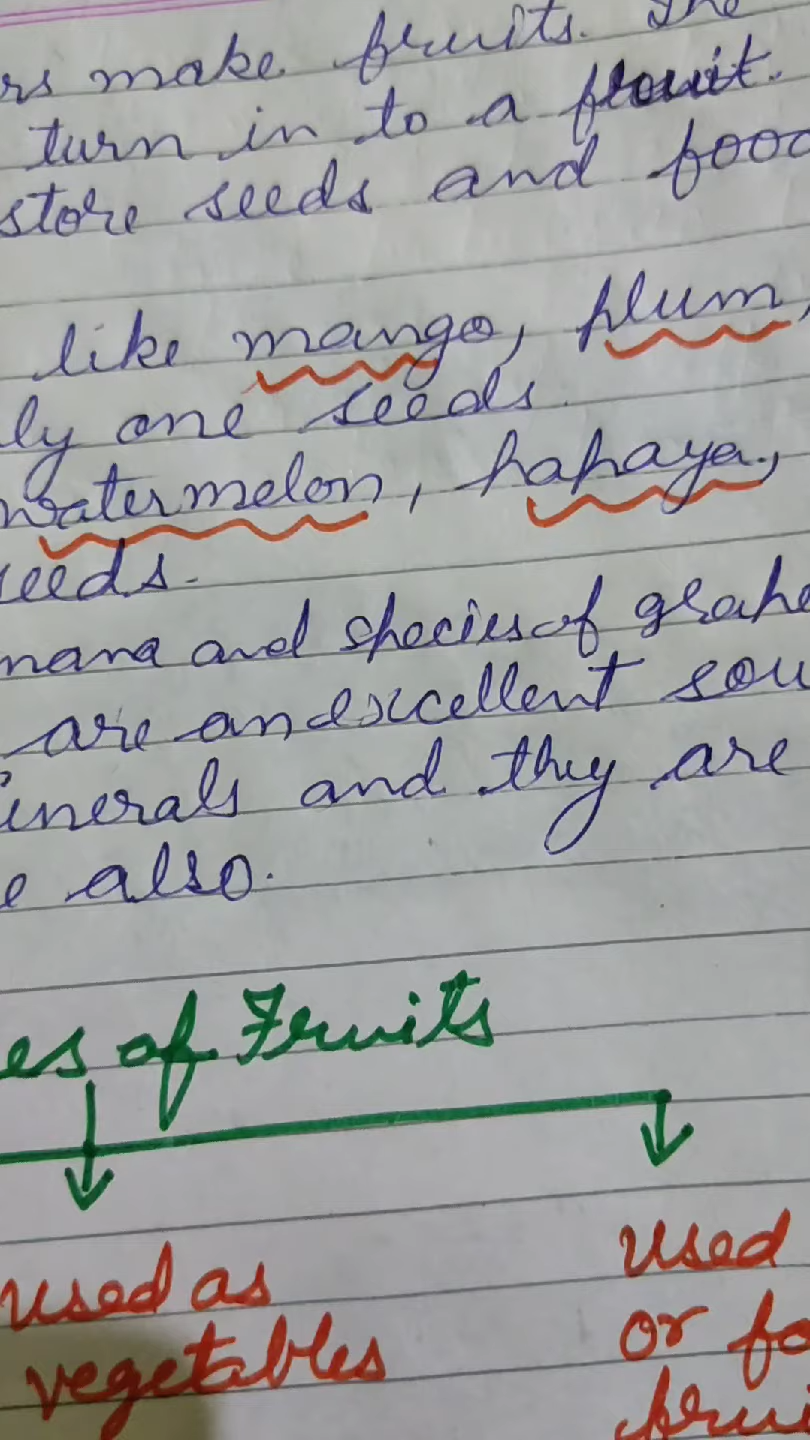 rs make fruits. The
turn in to a fruit.
store seeds and food
like mango, plum,
ly one seeds.
watermelon, papaya,
seeds.
nana and species of grape
are an excellent sou
inerals and they are
e also.
es of Fruits
used as
vegetables
used
or fo
frui